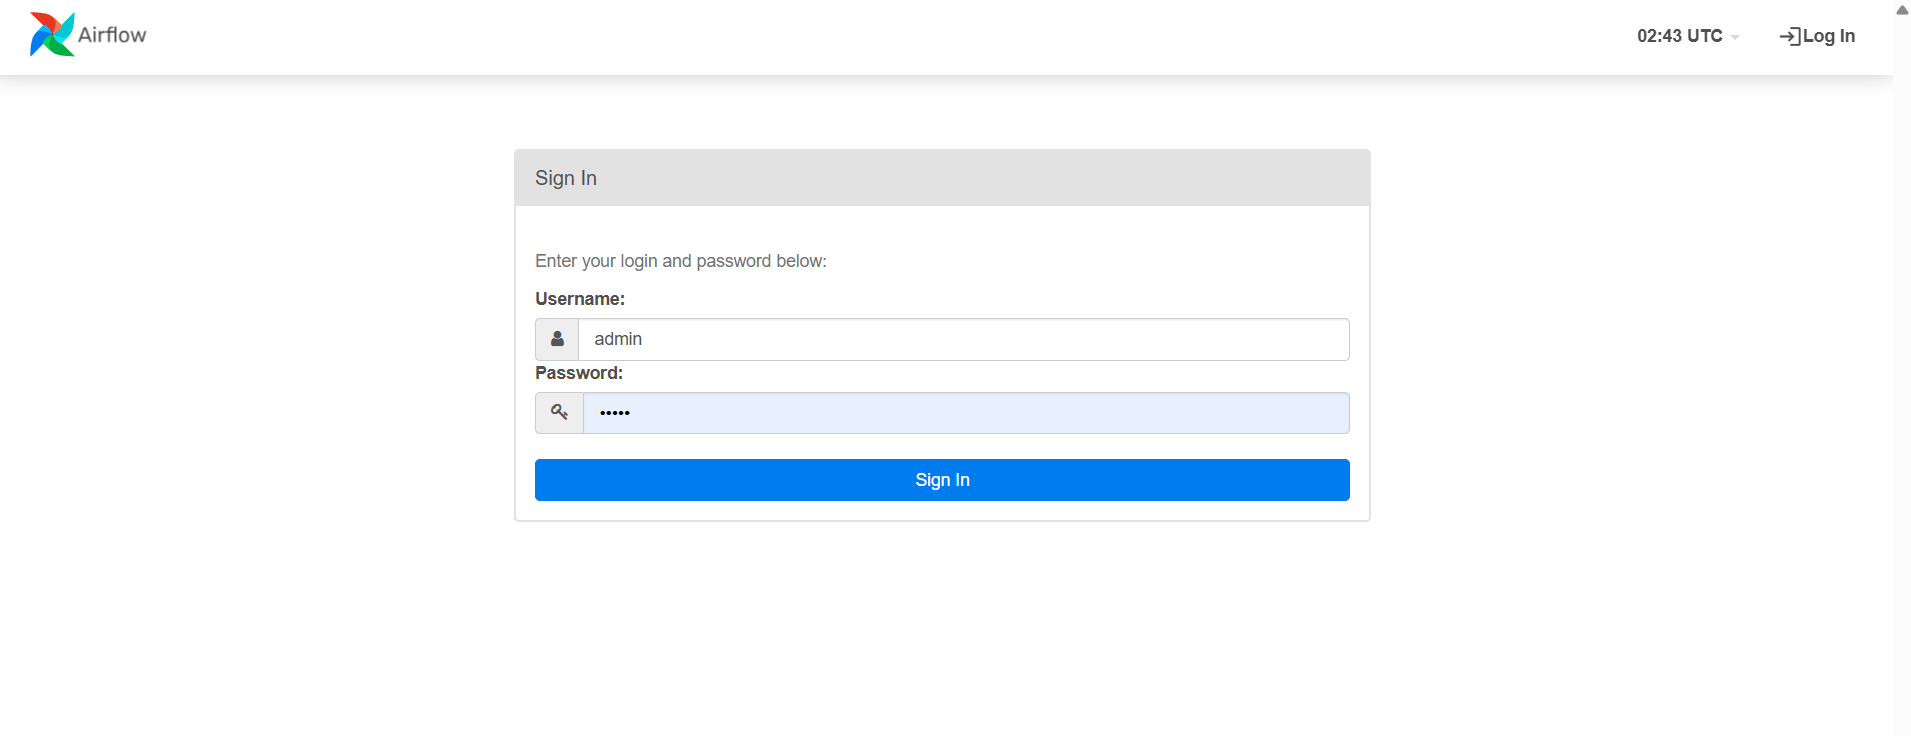 Airflow
02:43 UTC
Log In
Sign In
Enter your login and password below:
Username:
admin
Password:
•••••
Sign In